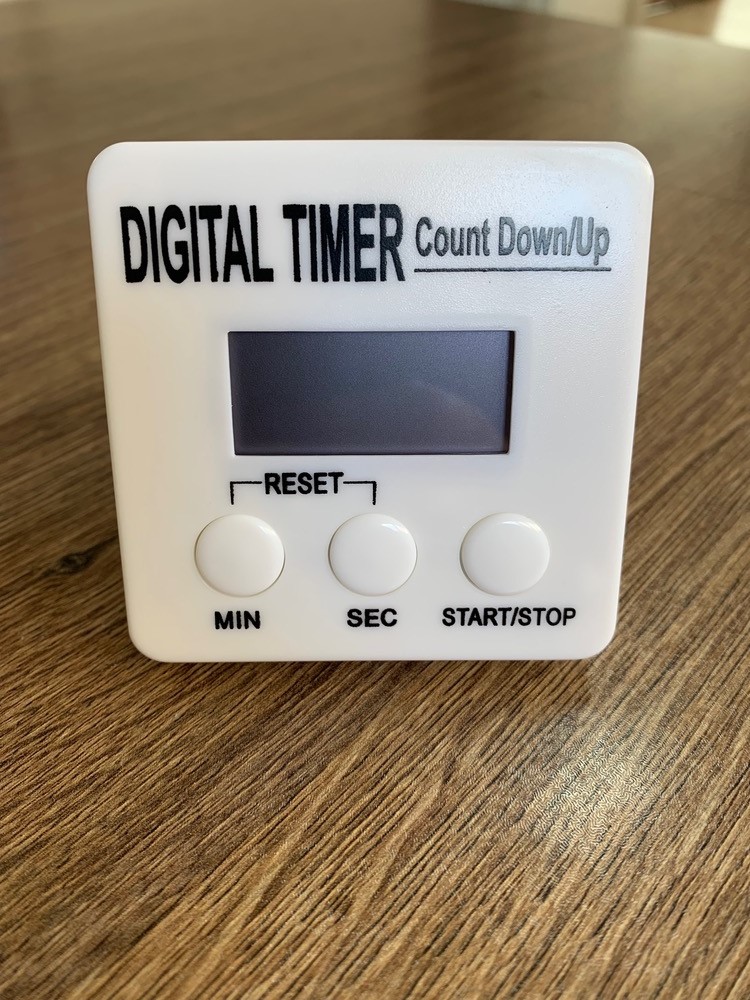 DIGITAL TIMER Count Down/Up
RESET
MIN SEC START/STOP